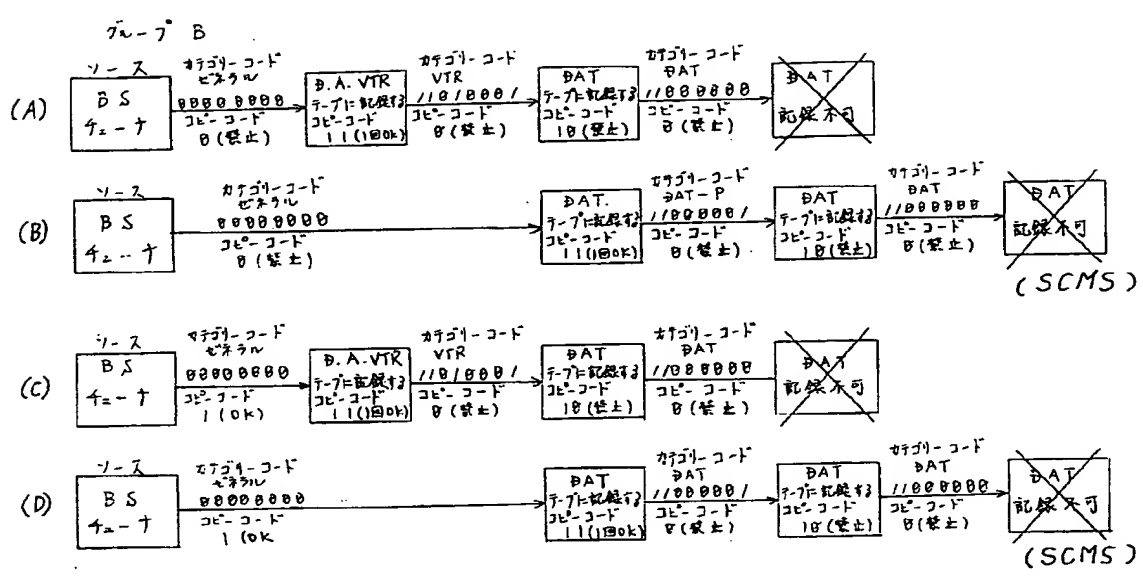 グループ B
(A)
ソース
BS
チューナ
カテゴリーコード
ゼネラル
00000000
コピーコード
0(禁止)
D.A.VTR
テープに記録する
コピーコード
11(1回OK)
カテゴリーコード
VTR
1101000/
コピーコード
0(禁止)
DAT
テープに記録する
コピーコード
10(禁止)
カテゴリーコード
DAT
11000000
コピーコード
0(禁止)
DAT
記録不可
(B)
ソース
BS
チューナ
カテゴリーコード
ゼネラル
00000000
コピーコード
0(禁止)
DAT.
テープに記録する
コピーコード
11(1回OK)
カテゴリーコード
DAT-P
11000001
コピーコード
0(禁止)
DAT
テープに記録する
コピーコード
10(禁止)
カテゴリーコード
DAT
11000000
コピーコード
0(禁止)
DAT
記録不可
(SCMS)
(C)
ソース
BS
チューナ
カテゴリーコード
ゼネラル
00000000
コピーコード
1(OK)
D.A.VTR
テープに記録する
コピーコード
11(1回OK)
カテゴリーコード
VTR
11010001
コピーコード
0(禁止)
DAT
テープに記録する
コピーコード
10(禁止)
カテゴリーコード
DAT
11000000
コピーコード
0(禁止)
DAT
記録不可
(D)
ソース
BS
チューナ
カテゴリーコード
ゼネラル
00000000
コピーコード
1(OK
DAT
テープに記録する
コピーコード
11(1回OK)
カテゴリーコード
DAT
11000001
コピーコード
0(禁止)
DAT
テープに記録する
コピーコード
10(禁止)
カテゴリーコード
DAT
11000000
コピーコード
0(禁止)
DAT
記録不可
(SCMS)